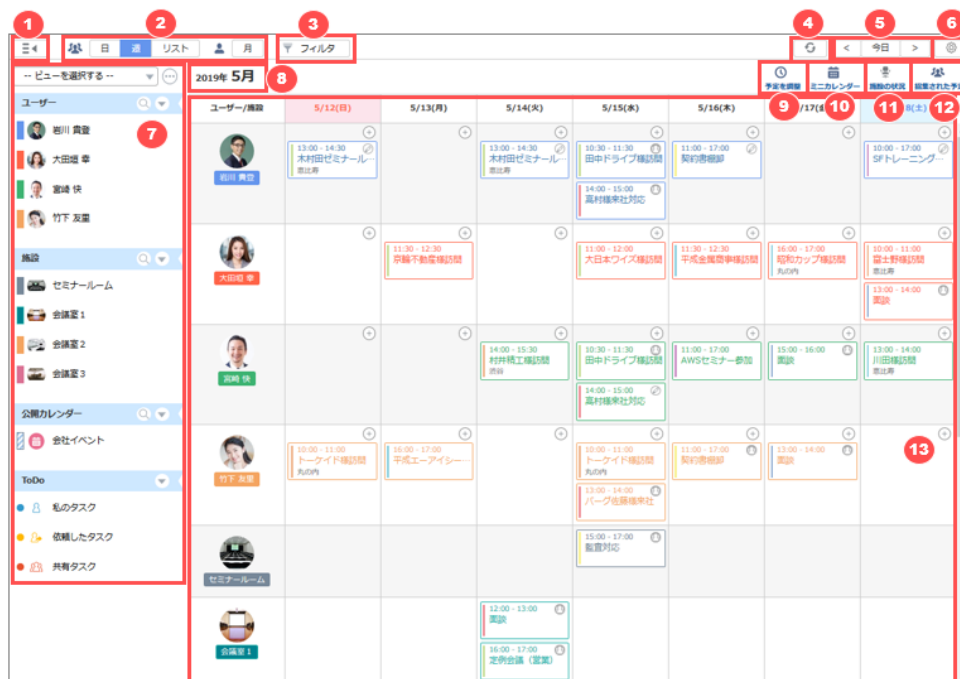 1
2
3
4
5
6
日 週 リスト 月
フィルタ
< 今日 >
-- ビューを選択する --
2019年 5月
8
予定を調整
ミニカレンダー
施設の状況
9
10
11
12
ユーザー
7
岩川 貴登
大田垣 幸
宮崎 快
竹下 友里
施設
セミナールーム
会議室1
会議室2
会議室3
公開カレンダー
会社イベント
ToDo
私のタスク
依頼したタスク
共有タスク
ユーザー/施設
5/12(日)
5/13(月)
5/14(火)
5/15(水)
5/16(木)
岩川 貴登
13:00 - 14:30
木村田ゼミナール…
恵比寿
13:00 - 14:30
木村田ゼミナール…
恵比寿
10:30 - 11:30
田中ドライブ様訪問
14:00 - 15:00
高村様来社対応
11:00 - 17:00
契約書棚卸
10:00 - 17:00
SFトレーニング…
大田垣 幸
11:30 - 12:30
京輪不動産様訪問
11:00 - 12:00
大日本ワイズ様訪問
11:30 - 12:30
平成金属商事様訪問
16:00 - 17:00
昭和カップ様訪問
丸の内
10:00 - 11:00
富士野様訪問
恵比寿
13:00 - 14:00
面談
宮崎 快
14:00 - 15:30
村井精工様訪問
渋谷
10:30 - 11:30
田中ドライブ様訪問
14:00 - 15:00
高村様来社対応
11:00 - 17:00
AWSセミナー参加
15:00 - 16:00
面談
13:00 - 14:00
川田様訪問
恵比寿
竹下 友里
10:00 - 11:00
トーケイド様訪問
丸の内
16:00 - 17:00
平成エーアイシー…
10:00 - 11:00
トーケイド様訪問
丸の内
13:00 - 14:00
バーグ佐藤様来社
11:00 - 17:00
契約書棚卸
13:00 - 14:00
面談
13
セミナールーム
15:00 - 17:00
監査対応
会議室1
12:00 - 13:00
面談
16:00 - 17:00
定例会議（営業）